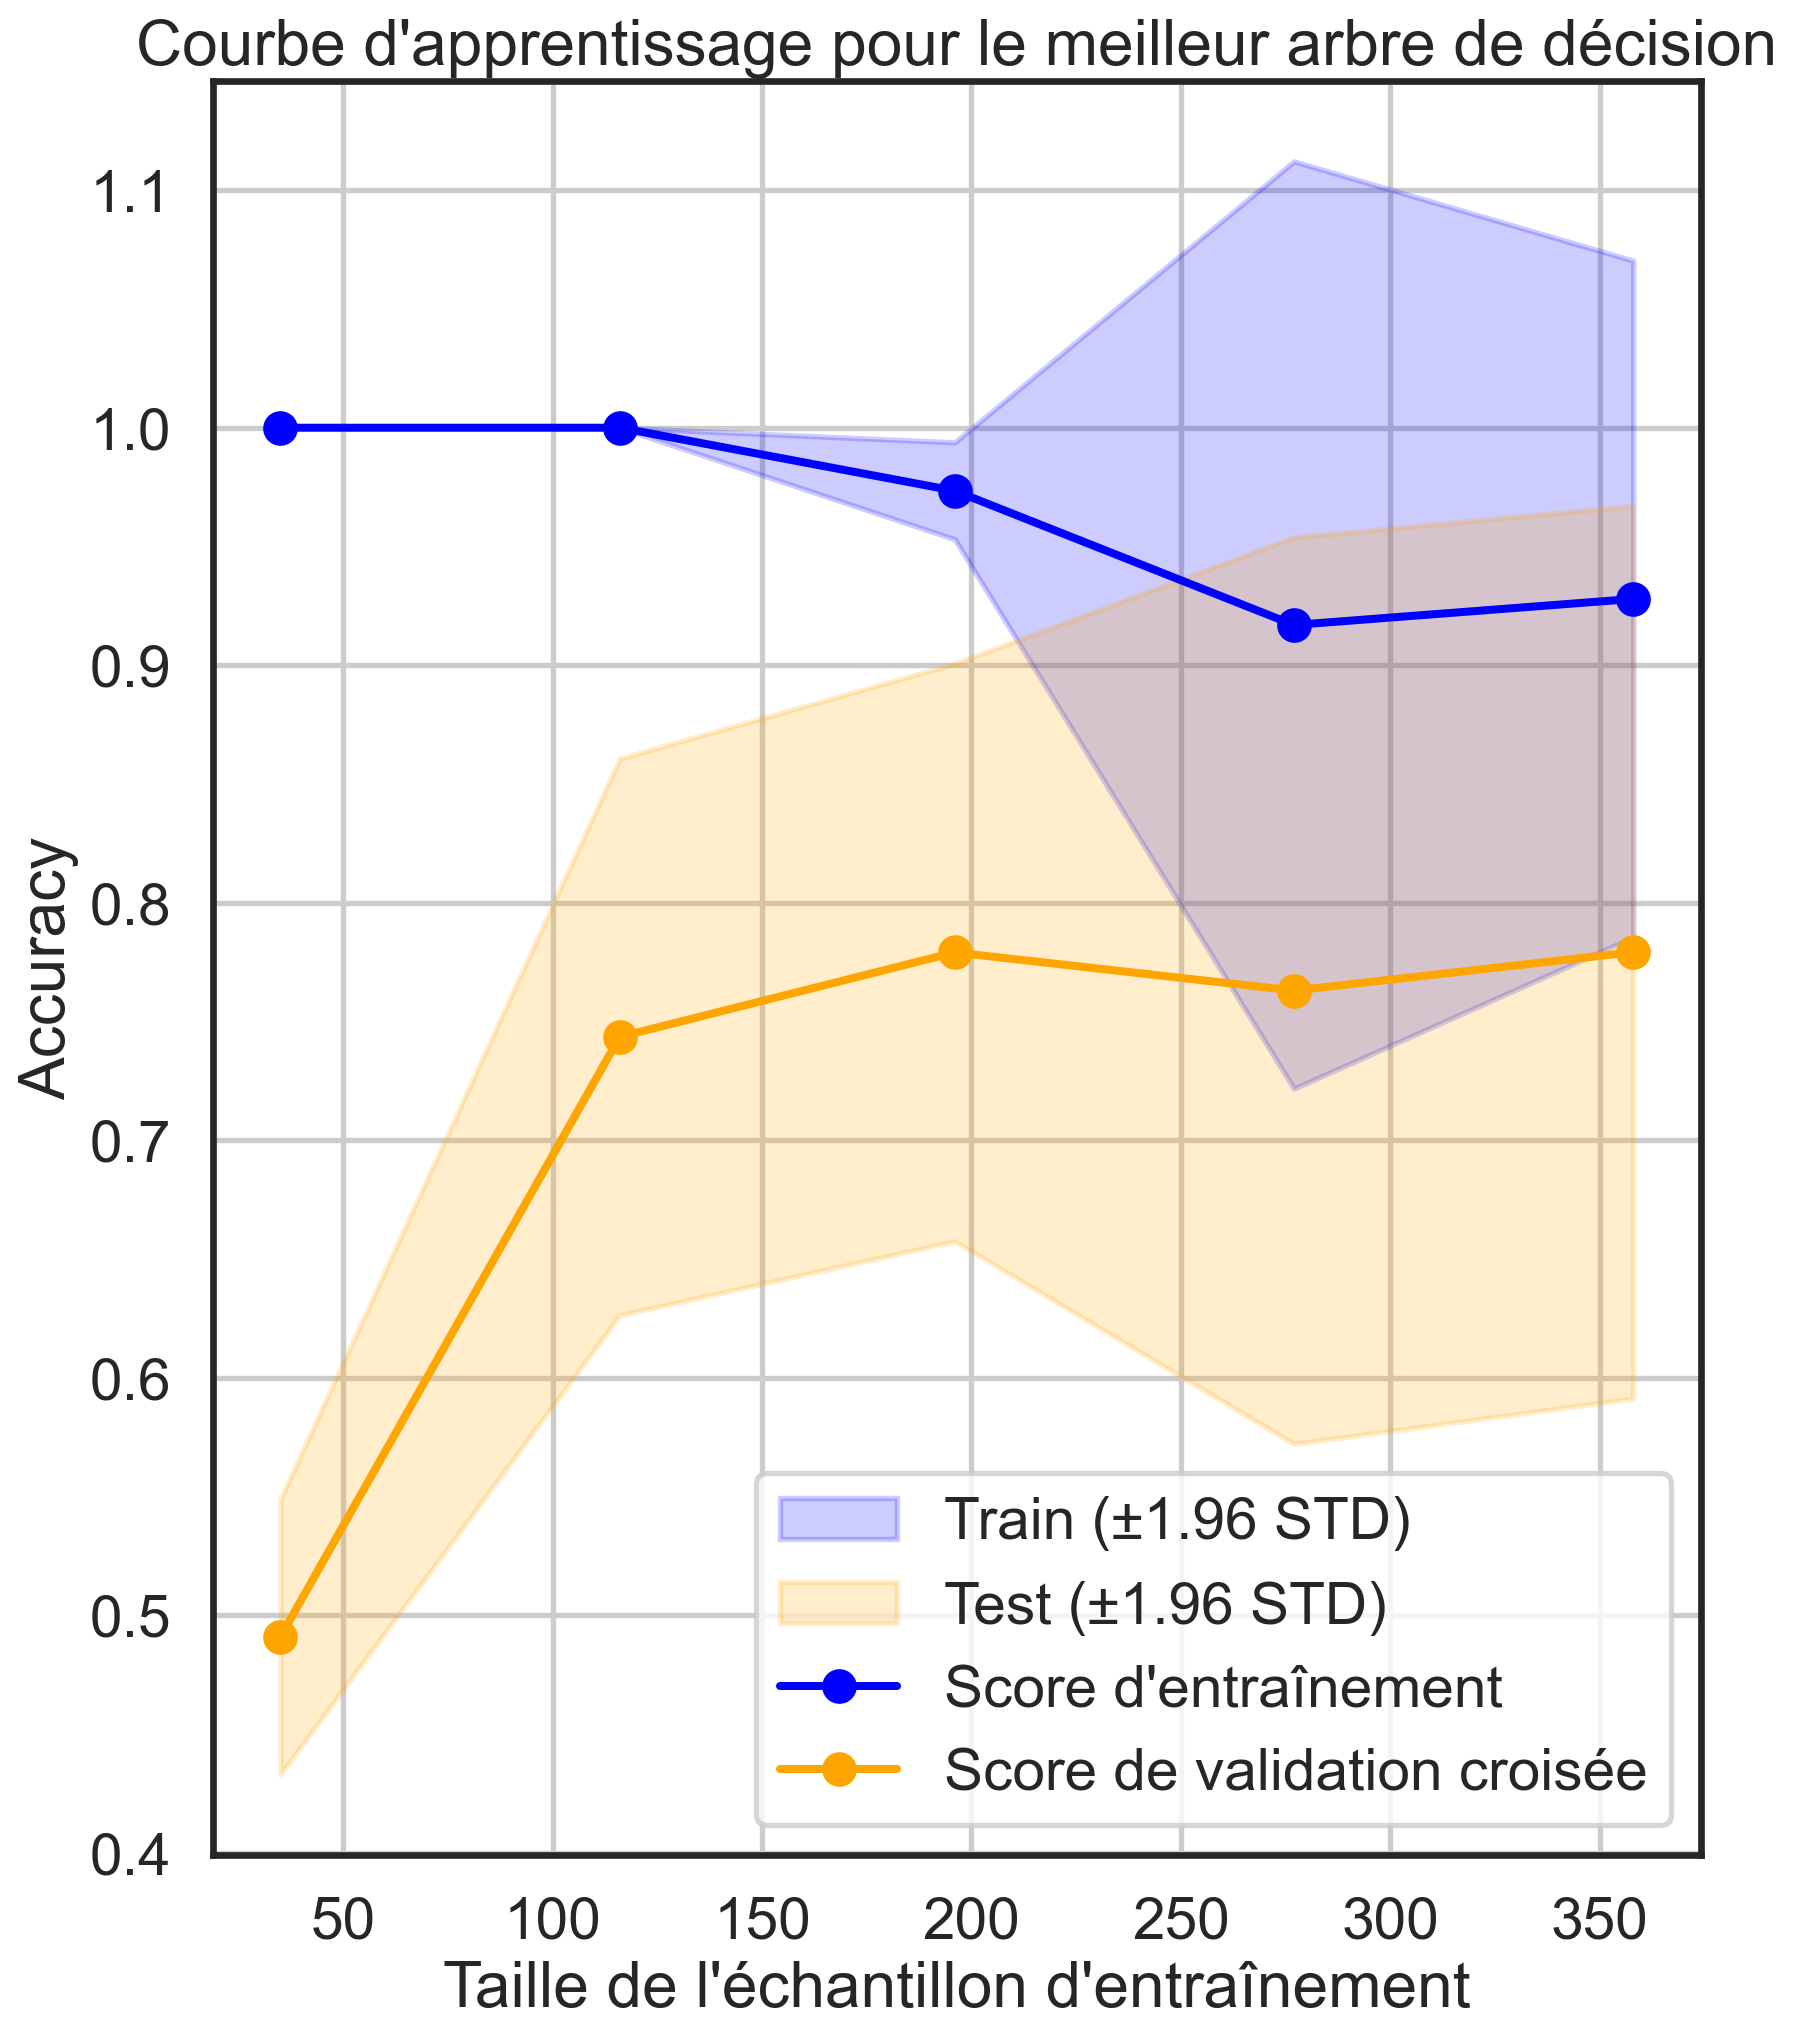 Courbe d'apprentissage pour le meilleur arbre de décision
1.1
1.0
0.9
0.8
0.7
0.6
0.5
0.4
Accuracy
Train (±1.96 STD)
Test (±1.96 STD)
Score d'entraînement
Score de validation croisée
50 100 150 200 250 300 350
Taille de l'échantillon d'entraînement